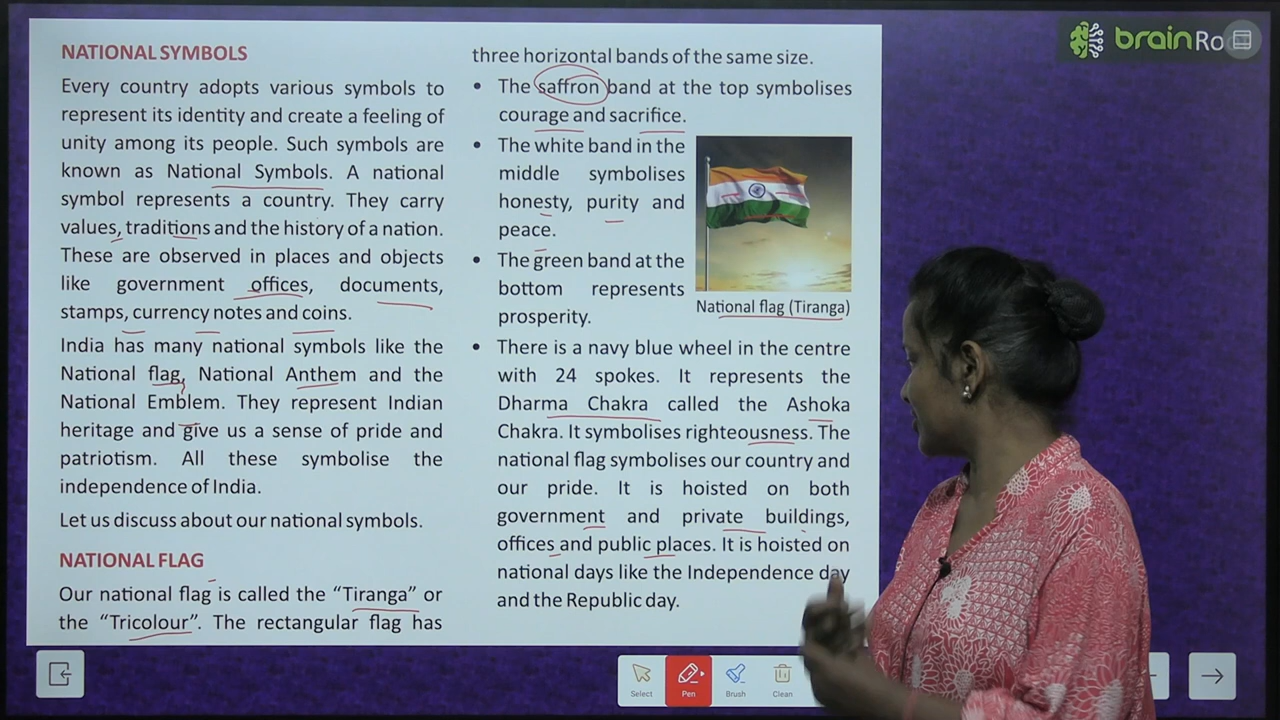 NATIONAL SYMBOLS
Every country adopts various symbols to
represent its identity and create a feeling of
unity among its people. Such symbols are
known as National Symbols. A national
symbol represents a country. They carry
values, traditions and the history of a nation.
These are observed in places and objects
like government offices, documents,
stamps, currency notes and coins.
India has many national symbols like the
National flag, National Anthem and the
National Emblem. They represent Indian
heritage and give us a sense of pride and
patriotism. All these symbolise the
independence of India.
Let us discuss about our national symbols.
NATIONAL FLAG
Our national flag is called the “Tiranga” or
the “Tricolour”. The rectangular flag has
three horizontal bands of the same size.
• The saffron band at the top symbolises
courage and sacrifice.
• The white band in the
middle symbolises
honesty, purity and
peace.
• The green band at the
bottom represents
prosperity.
National flag (Tiranga)
• There is a navy blue wheel in the centre
with 24 spokes. It represents the
Dharma Chakra called the Ashoka
Chakra. It symbolises righteousness. The
national flag symbolises our country and
our pride. It is hoisted on both
government and private buildings,
offices and public places. It is hoisted on
national days like the Independence day
and the Republic day.
brain
Select
Pen
Brush
Clean